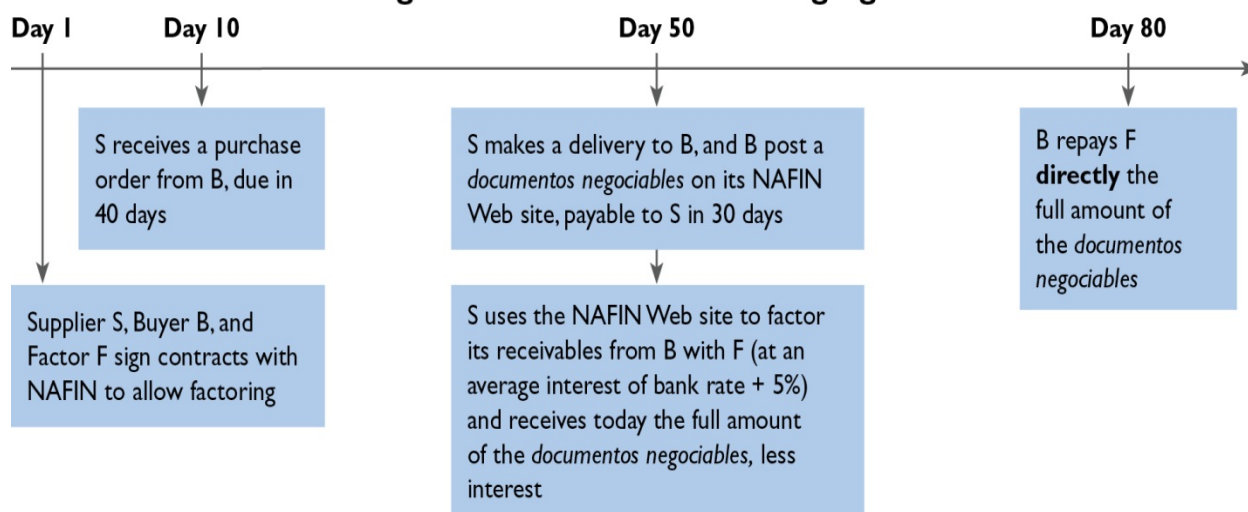 Day 1
Day 10
Day 50
Day 80
S receives a purchase
order from B, due in
40 days
Supplier S, Buyer B, and
Factor F sign contracts with
NAFIN to allow factoring
S makes a delivery to B, and B post a
documentos negociables on its NAFIN
Web site, payable to S in 30 days
S uses the NAFIN Web site to factor
its receivables from B with F (at an
average interest of bank rate + 5%)
and receives today the full amount
of the documentos negociables, less
interest
B repays F
directly the
full amount of
the documentos
negociables